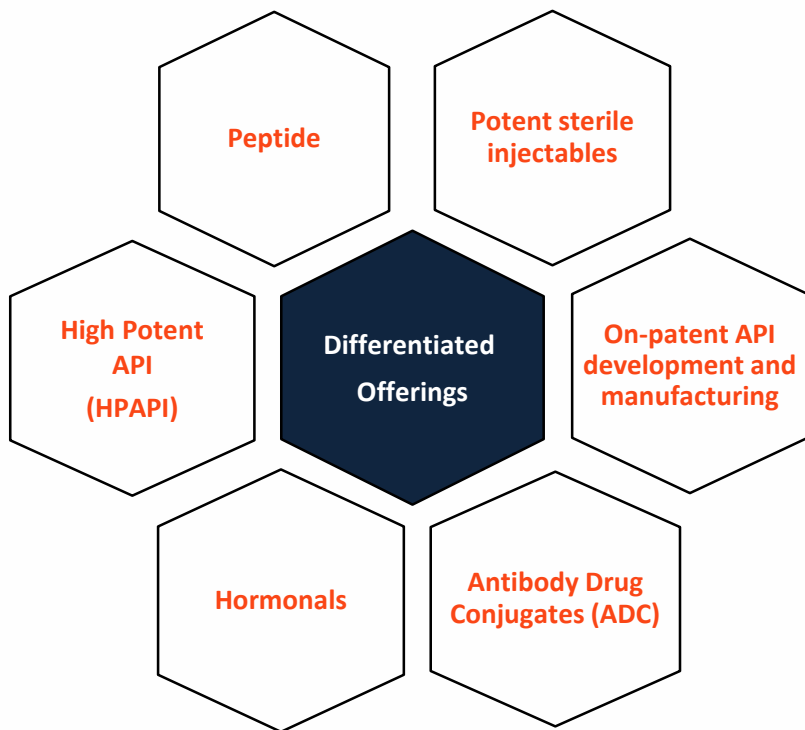 Peptide
Potent sterile
injectables
High Potent
API
(HPAPI)
Differentiated
Offerings
On-patent API
development and
manufacturing
Hormonals
Antibody Drug
Conjugates (ADC)